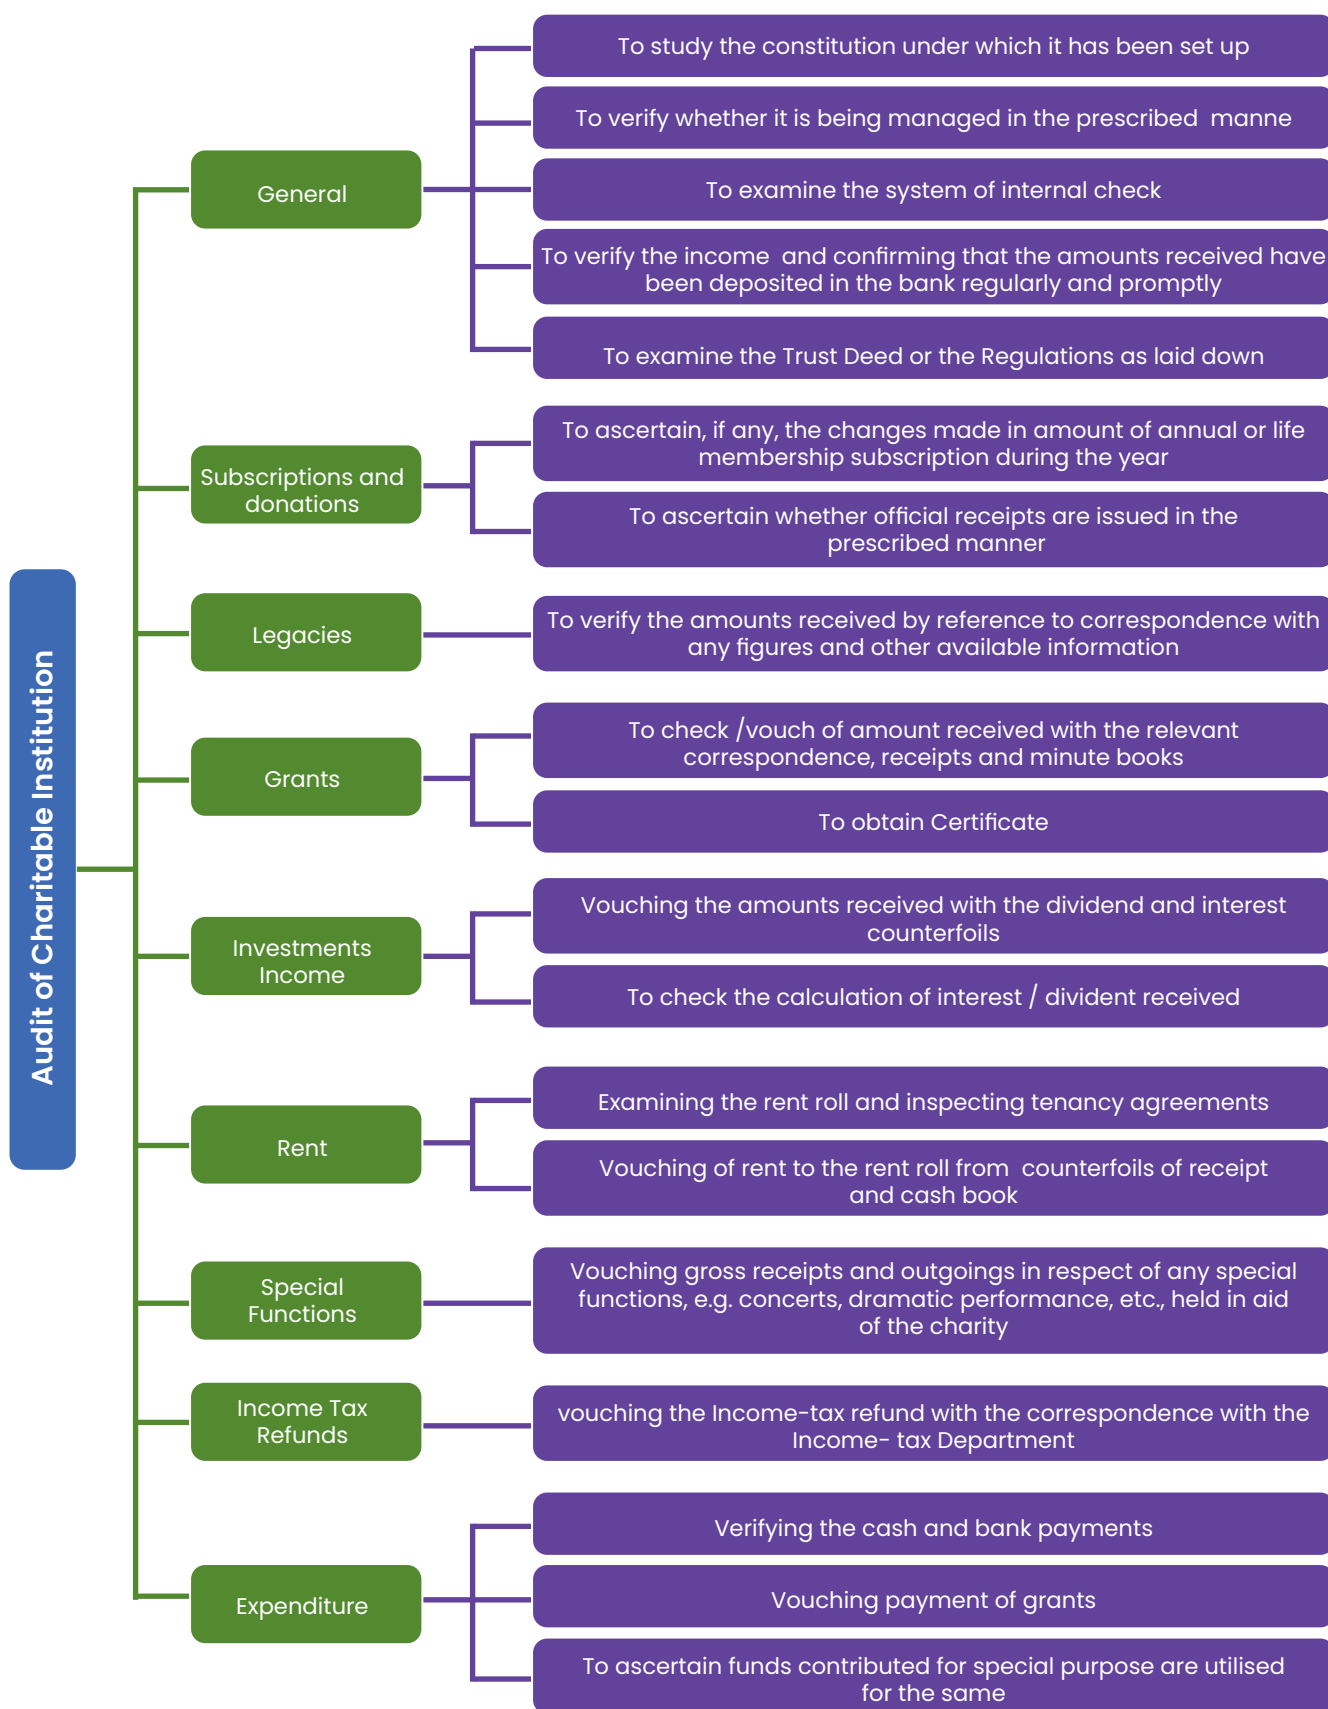 Audit of Charitable Institution
General
To study the constitution under which it has been set up
To verify whether it is being managed in the prescribed manne
To examine the system of internal check
To verify the income and confirming that the amounts received have
been deposited in the bank regularly and promptly
To examine the Trust Deed or the Regulations as laid down
Subscriptions and
donations
To ascertain, if any, the changes made in amount of annual or life
membership subscription during the year
To ascertain whether official receipts are issued in the
prescribed manner
Legacies
To verify the amounts received by reference to correspondence with
any figures and other available information
Grants
To check /vouch of amount received with the relevant
correspondence, receipts and minute books
To obtain Certificate
Investments
Income
Vouching the amounts received with the dividend and interest
counterfoils
To check the calculation of interest / divident received
Rent
Examining the rent roll and inspecting tenancy agreements
Vouching of rent to the rent roll from counterfoils of receipt
and cash book
Special
Functions
Vouching gross receipts and outgoings in respect of any special
functions, e.g. concerts, dramatic performance, etc., held in aid
of the charity
Income Tax
Refunds
vouching the Income-tax refund with the correspondence with the
Income- tax Department
Expenditure
Verifying the cash and bank payments
Vouching payment of grants
To ascertain funds contributed for special purpose are utilised
for the same